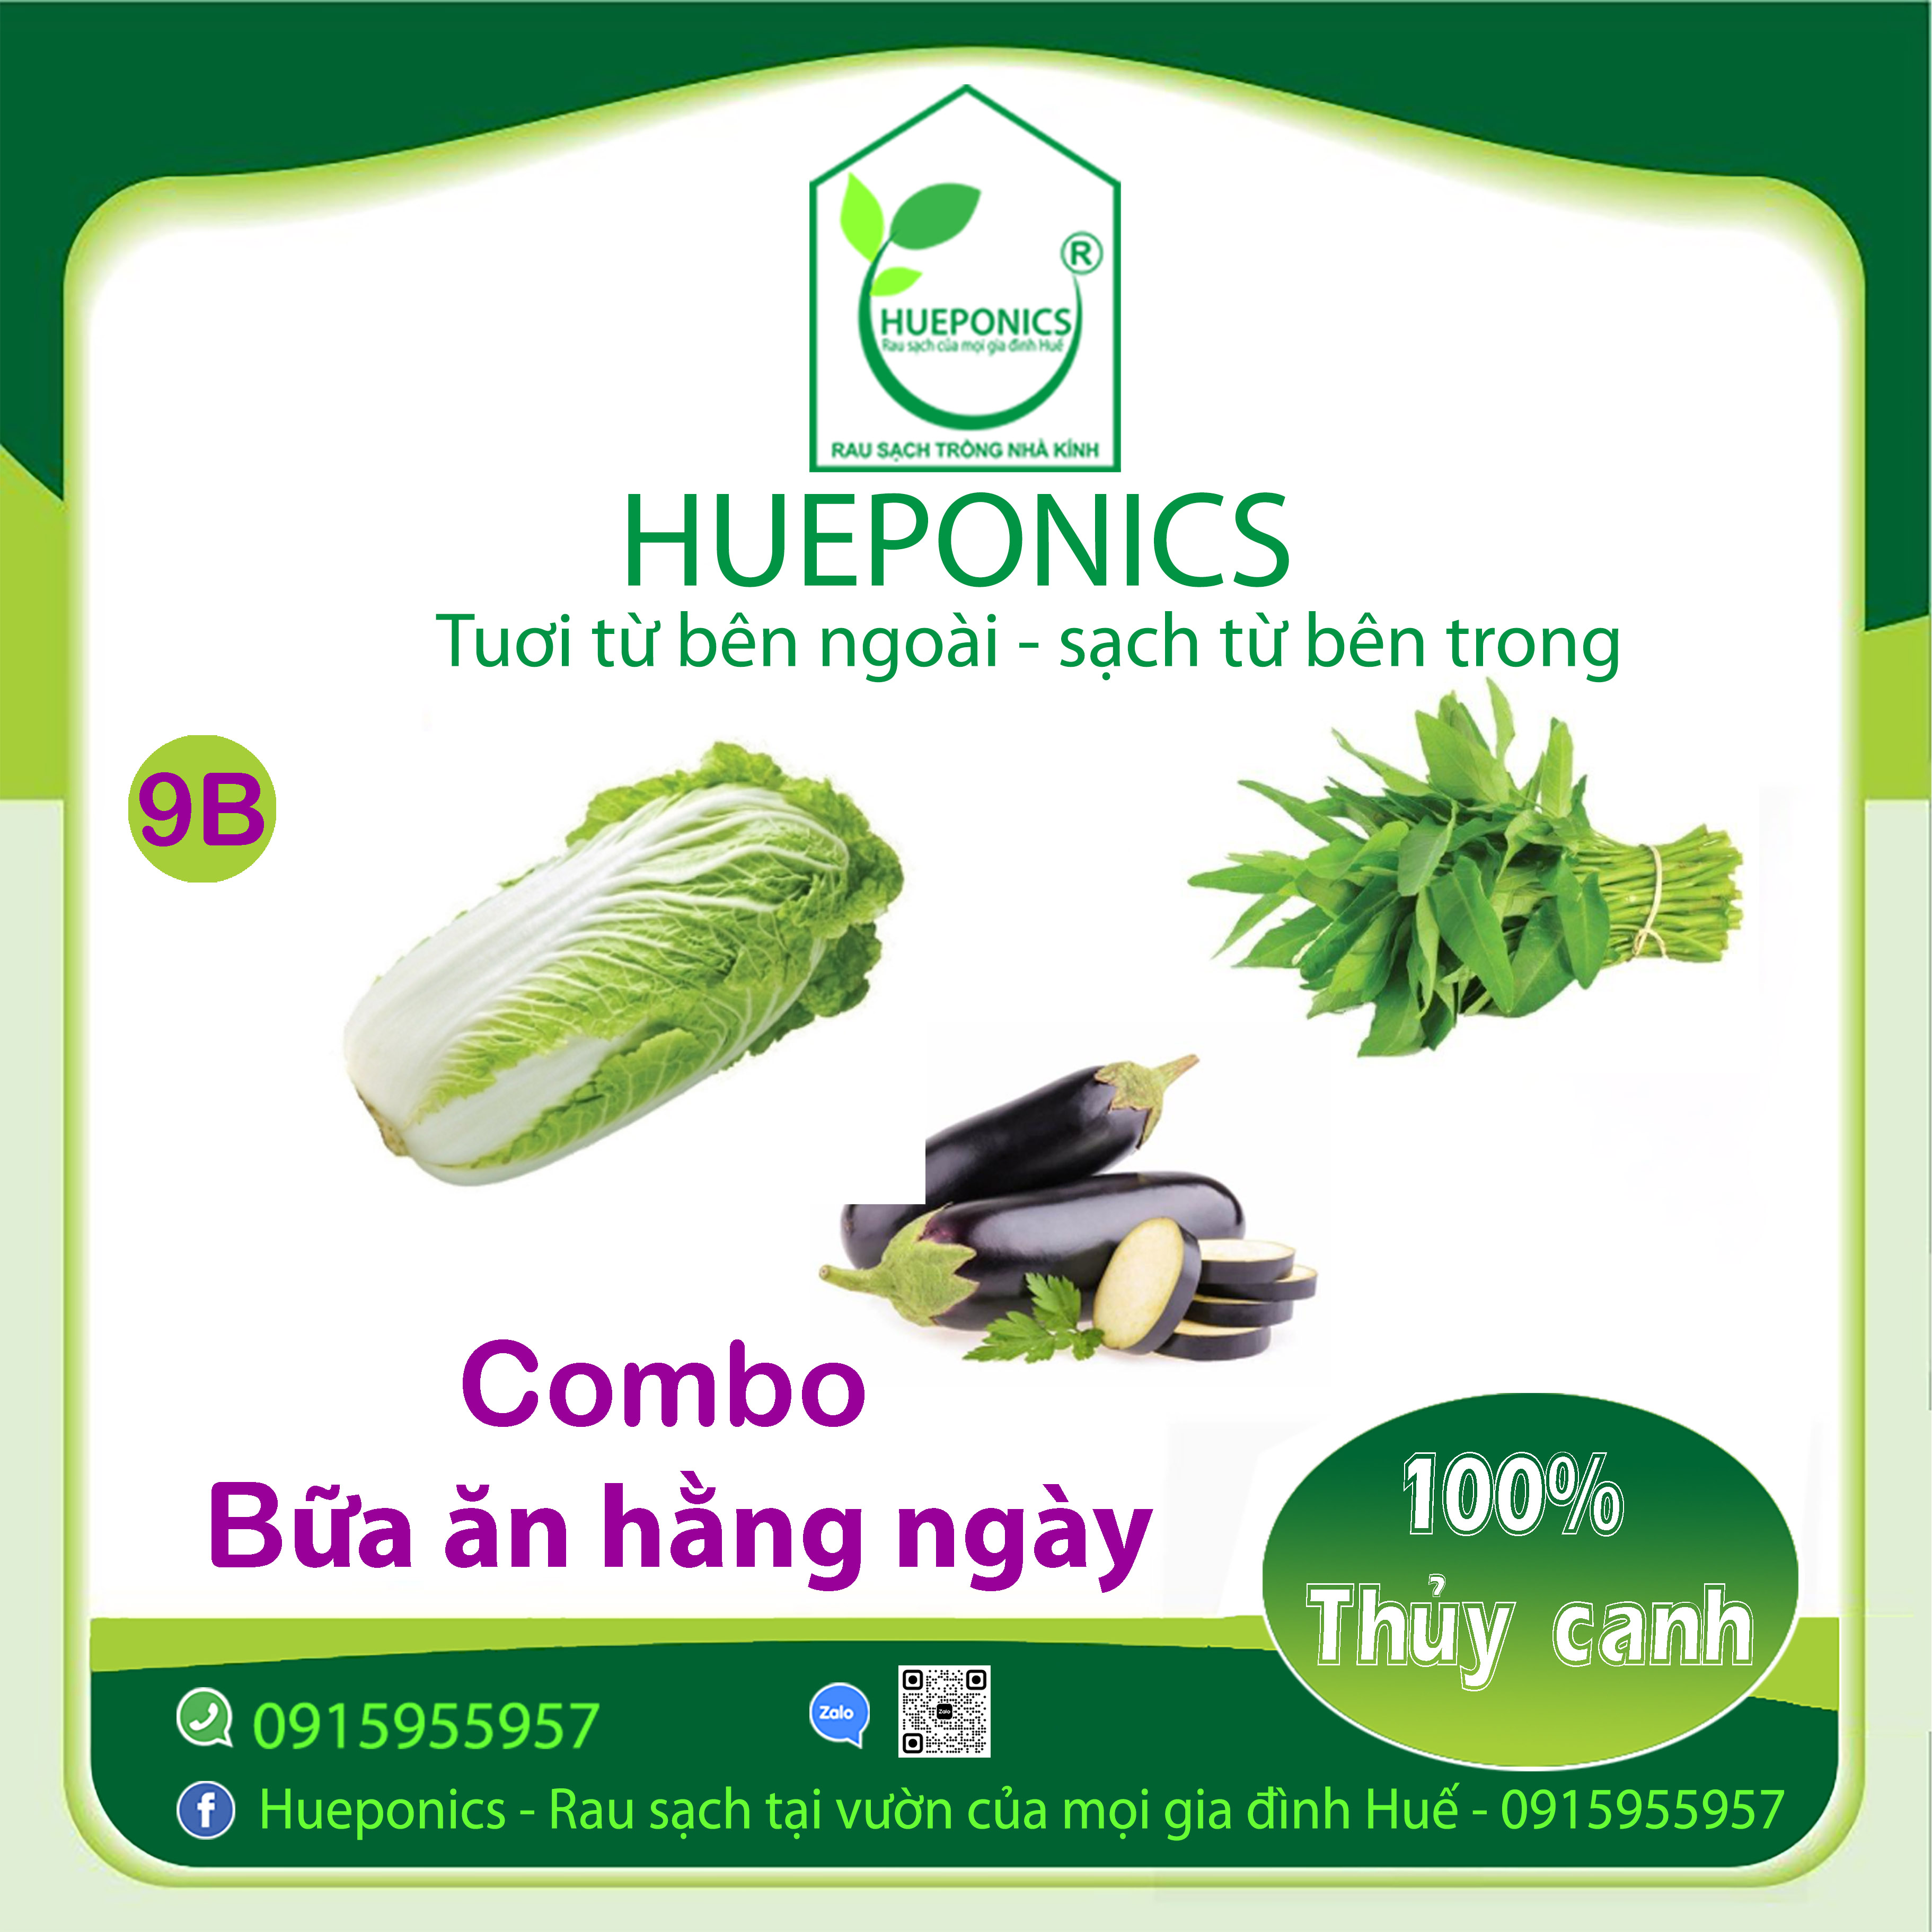 ®
HUEPONICS
Rau sạch của mọi gia đình Huế
RAU SẠCH TRỒNG NHÀ KÍNH
HUEPONICS
Tươi từ bên ngoài - sạch từ bên trong
9B
Combo
Bữa ăn hằng ngày
100%
Thủy canh
0915955957
Zalo
Zalo
Hueponics - Rau sạch tại vườn của mọi gia đình Huế - 0915955957